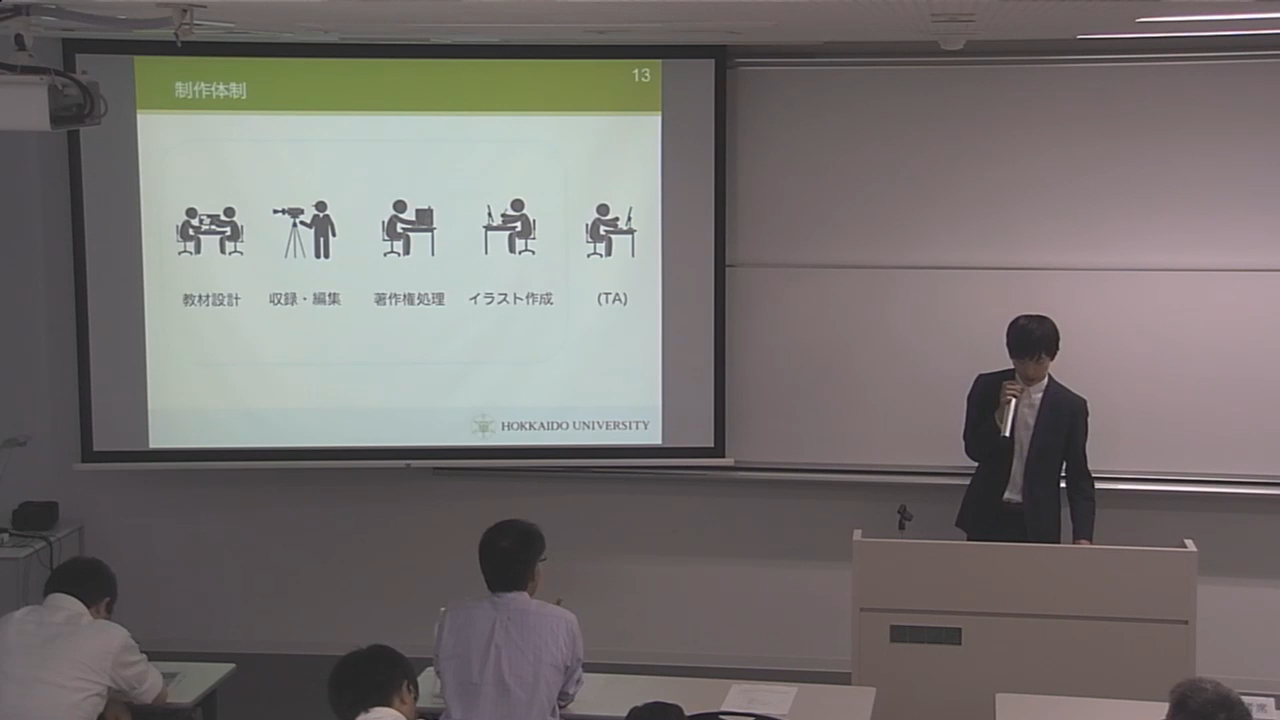 13
制作体制
教材設計
収録・編集
著作権処理
イラスト作成
(TA)
HOKKAIDO UNIVERSITY